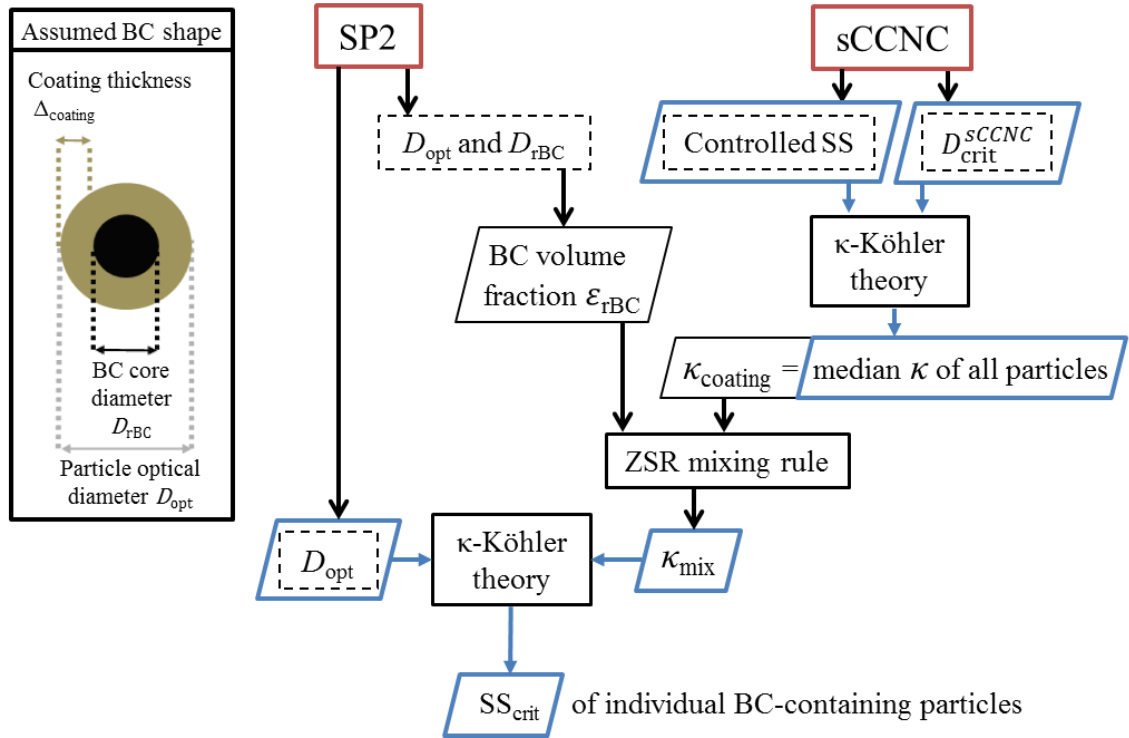 Assumed BC shape
Coating thickness
Δcoating
BC core
diameter
DrBC
Particle optical
diameter Dopt
SP2
sCCNC
Dopt and DrBC
Controlled SS
DcritsCCNC
BC volume
fraction εrBC
κ-Köhler
theory
κcoating = median κ of all particles
ZSR mixing rule
Dopt
κ-Köhler
theory
κmix
SScrit of individual BC-containing particles